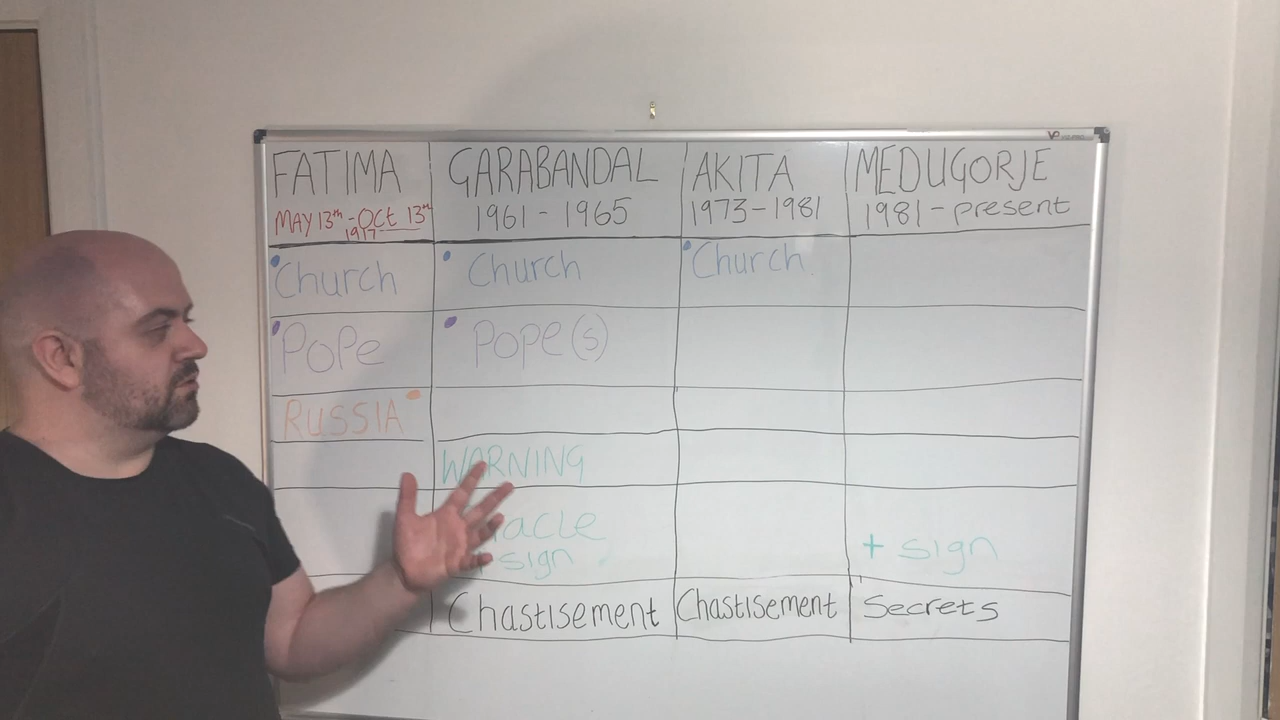 FATIMA GARABANDAL AKITA MEDUGORJE
MAY 13th - OCT 13th 1961 - 1965 1973-1981 1981 - present
1917
Church Church Church
Pope Pope(s)
RUSSIA
WARNING
+ sign
sign
Chastisement Chastisement Secrets